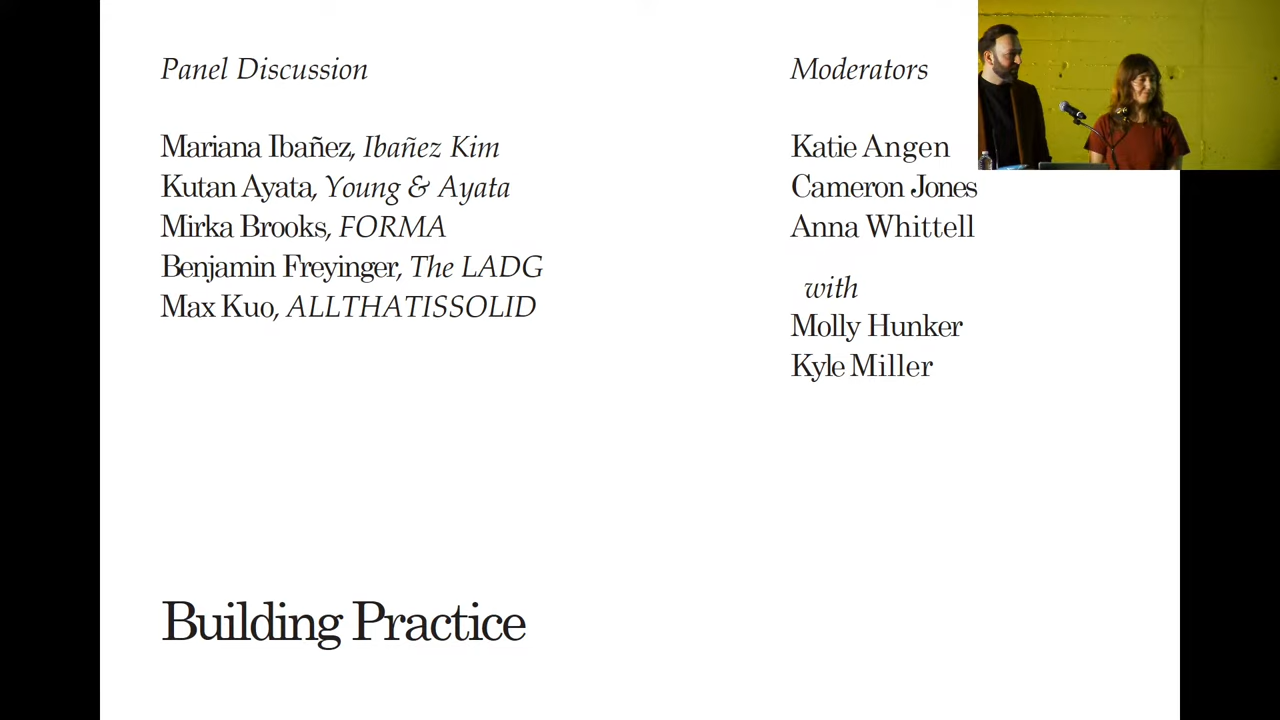 Panel Discussion
Mariana Ibañez, Ibañez Kim
Kutan Ayata, Young & Ayata
Mirka Brooks, FORMA
Benjamin Freyinger, The LADG
Max Kuo, ALLTHATISSOLID
Moderators
Katie Angen
Cameron Jones
Anna Whittell
with
Molly Hunker
Kyle Miller
Building Practice